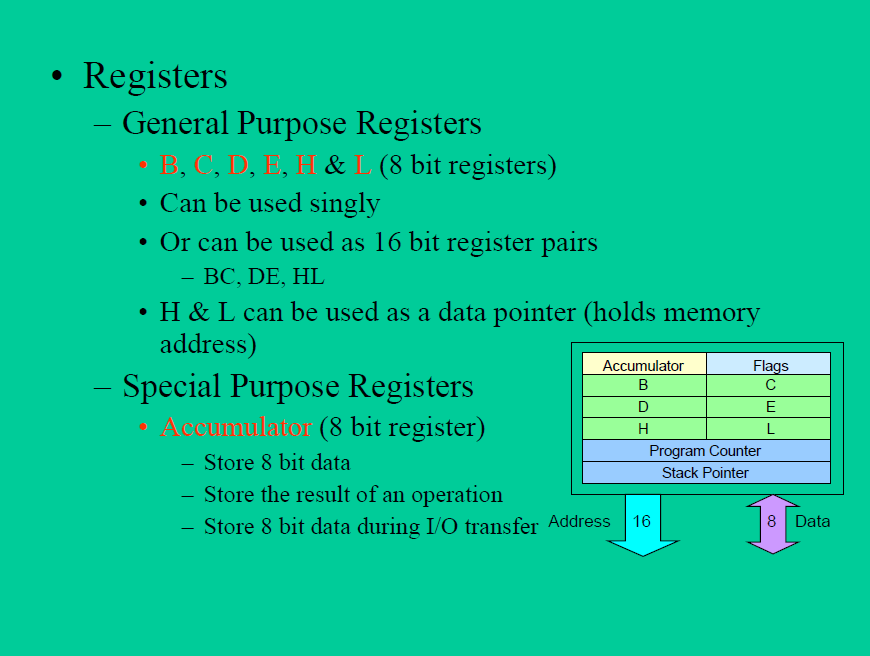 • Registers
– General Purpose Registers
• B, C, D, E, H & L (8 bit registers)
• Can be used singly
• Or can be used as 16 bit register pairs
– BC, DE, HL
• H & L can be used as a data pointer (holds memory
address)
– Special Purpose Registers
• Accumulator (8 bit register)
– Store 8 bit data
– Store the result of an operation
– Store 8 bit data during I/O transfer
Accumulator Flags
B C
D E
H L
Program Counter
Stack Pointer
Address 16 8 Data